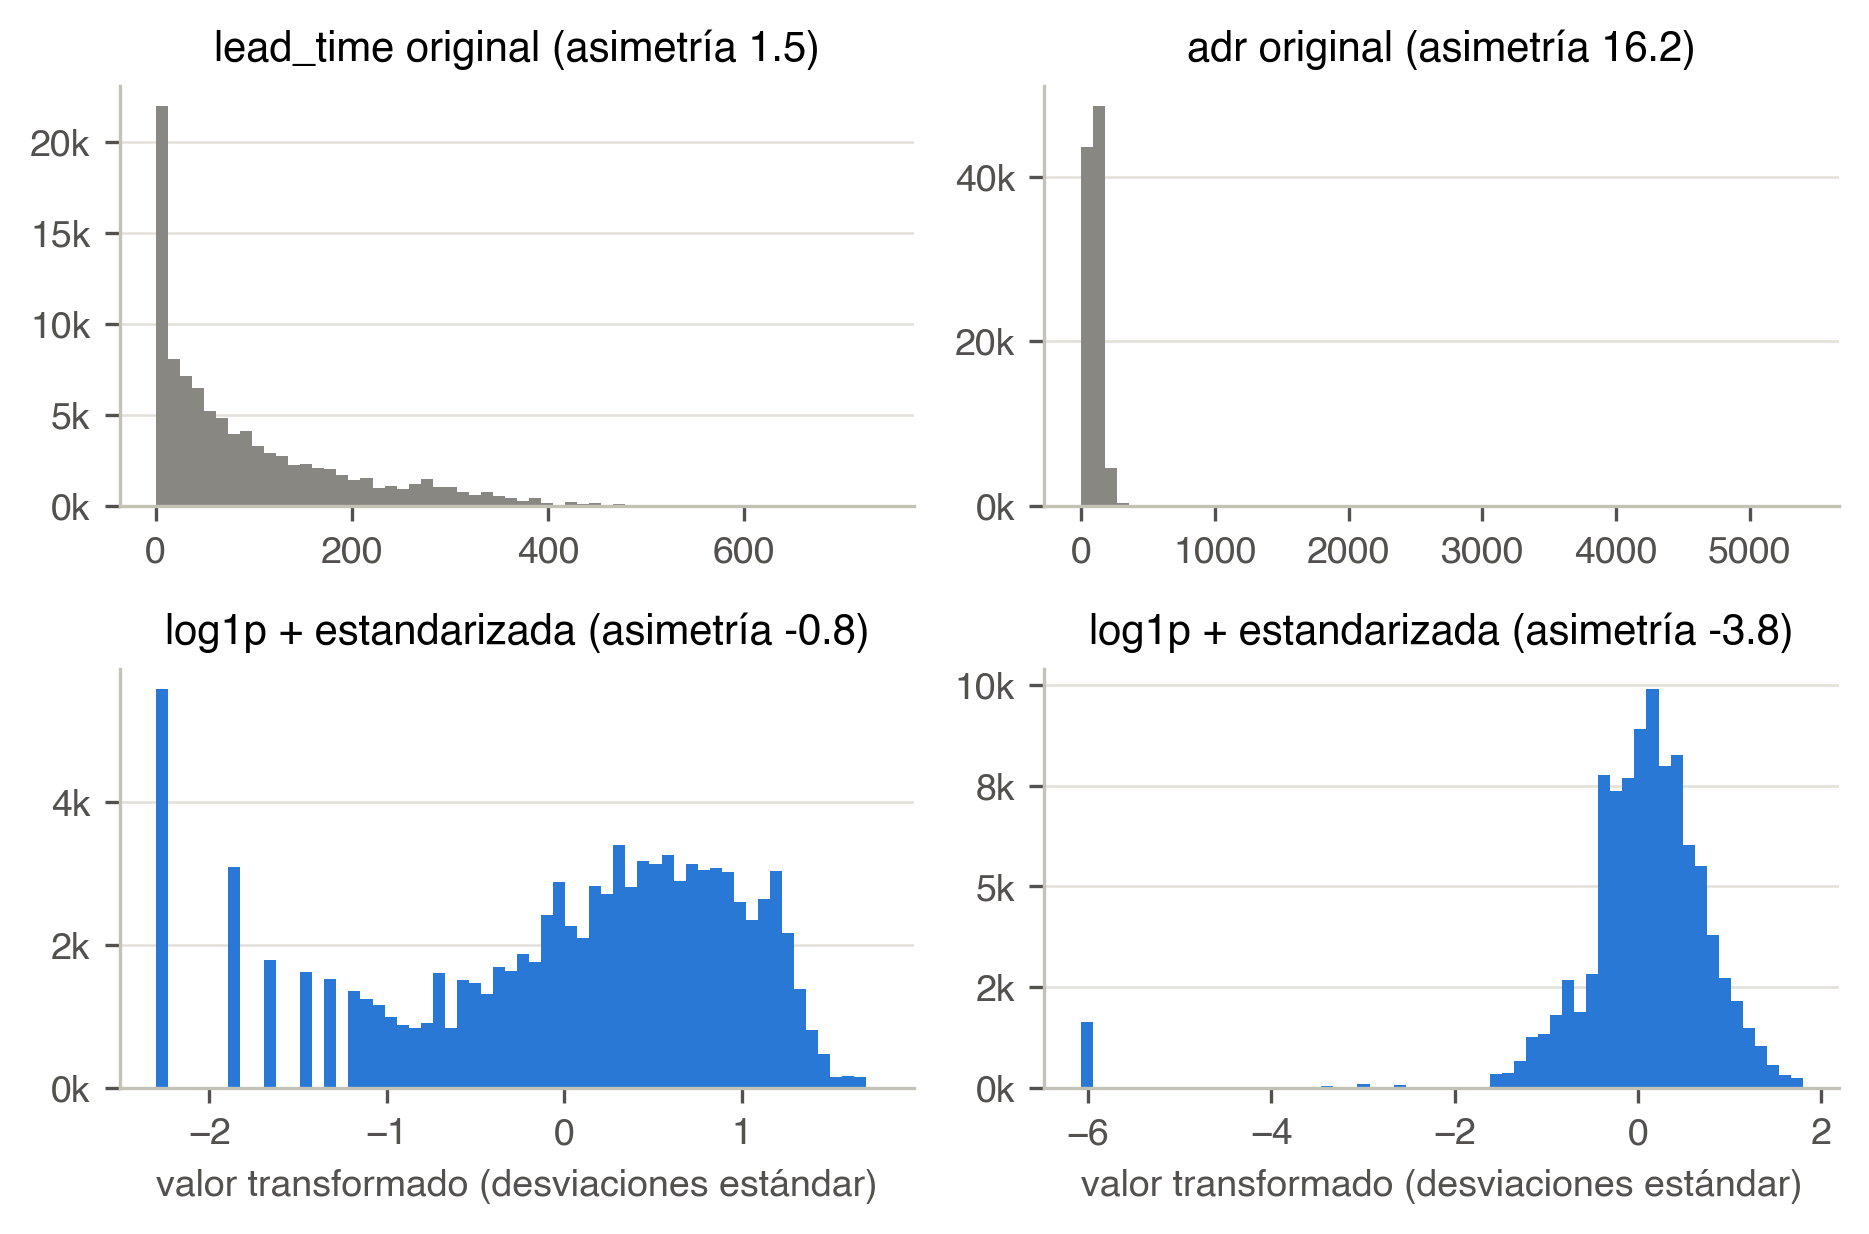 lead_time original (asimetría 1.5)
20k
15k
10k
5k
0k
0 200 400 600
adr original (asimetría 16.2)
40k
20k
0k
0 1000 2000 3000 4000 5000
log1p + estandarizada (asimetría -0.8)
4k
2k
0k
−2 −1 0 1
valor transformado (desviaciones estándar)
log1p + estandarizada (asimetría -3.8)
10k
8k
5k
2k
0k
−6 −4 −2 0 2
valor transformado (desviaciones estándar)